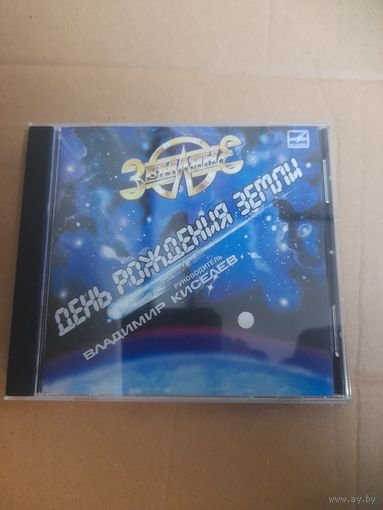 ЗЕМЛЯНЕ
ДЕНЬ РОЖДЕНИЯ ЗЕМЛИ
РУКОВОДИТЕЛЬ
ВЛАДИМИР КИСЕЛЕВ
www.ay.by